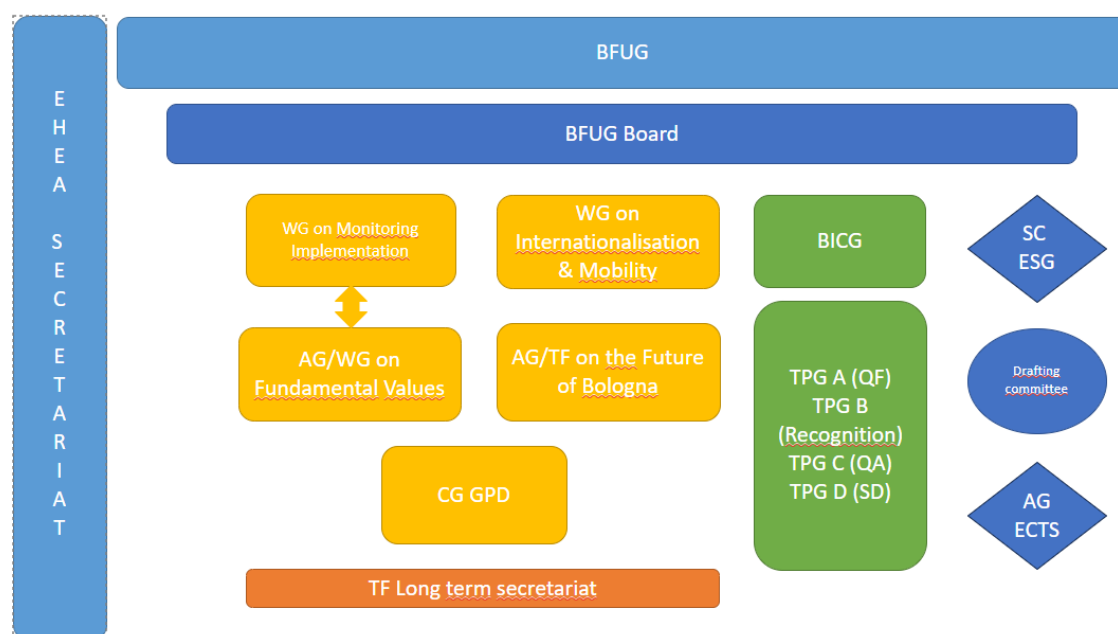 EHEA SECRETARIAT
BFUG
BFUG Board
WG on Monitoring
Implementation
WG on
Internationalisation
& Mobility
BICG
SC
ESG
AG/WG on
Fundamental Values
AG/TF on the Future
of Bologna
TPG A (QF)
TPG B
(Recognition)
TPG C (QA)
TPG D (SD)
Drafting
committee
CG GPD
AG
ECTS
TF Long term secretariat